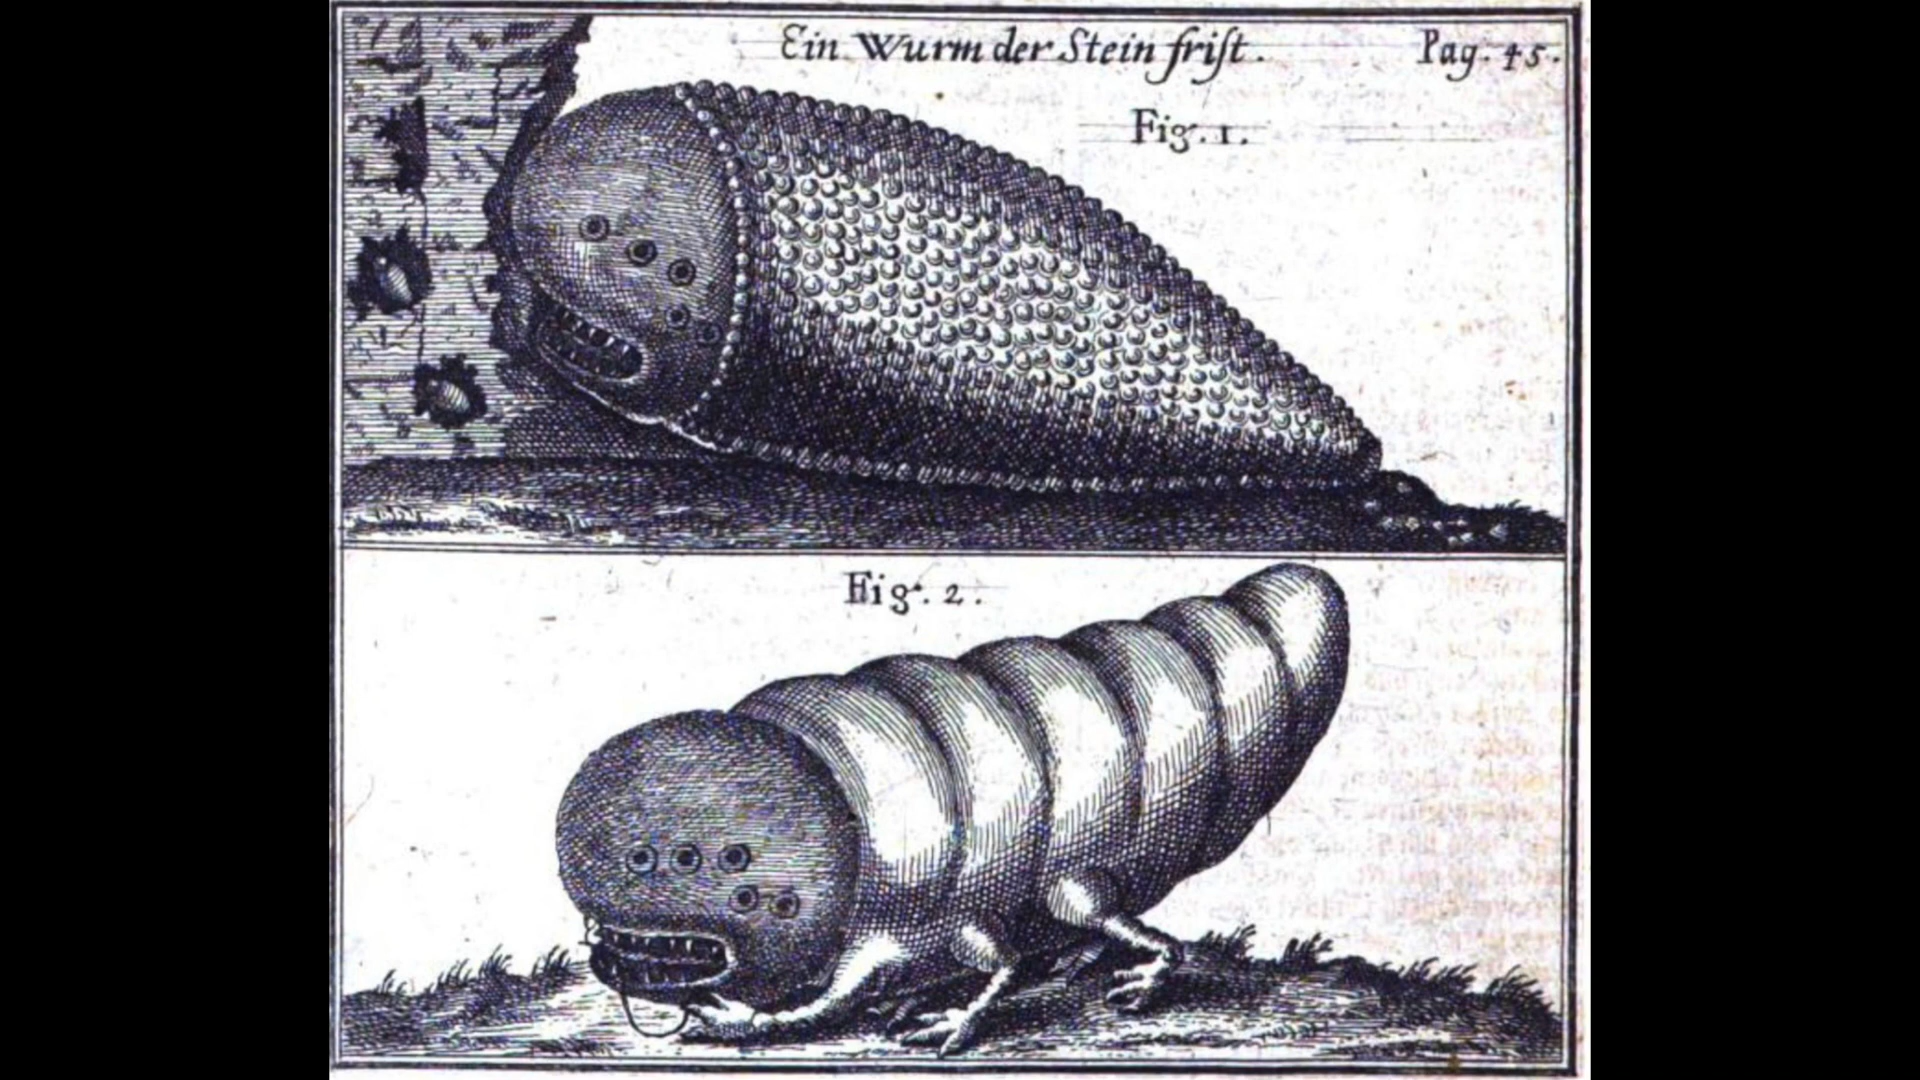 Ein Wurm der Stein frist.
Pag. 45.
Fig. 1.
Fig. 2.